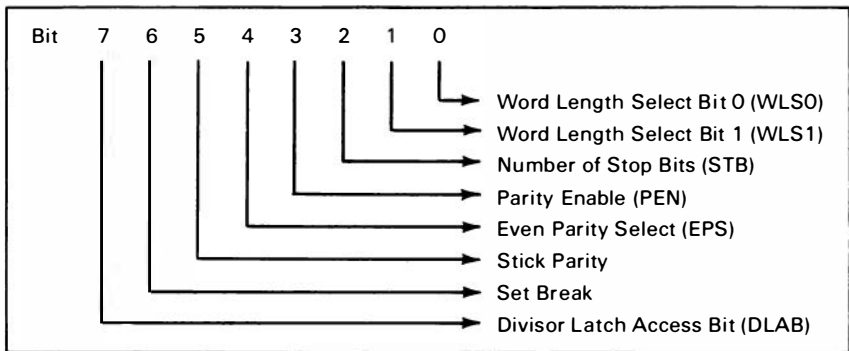 Bit 7 6 5 4 3 2 1 0
Word Length Select Bit 0 (WLS0)
Word Length Select Bit 1 (WLS1)
Number of Stop Bits (STB)
Parity Enable (PEN)
Even Parity Select (EPS)
Stick Parity
Set Break
Divisor Latch Access Bit (DLAB)